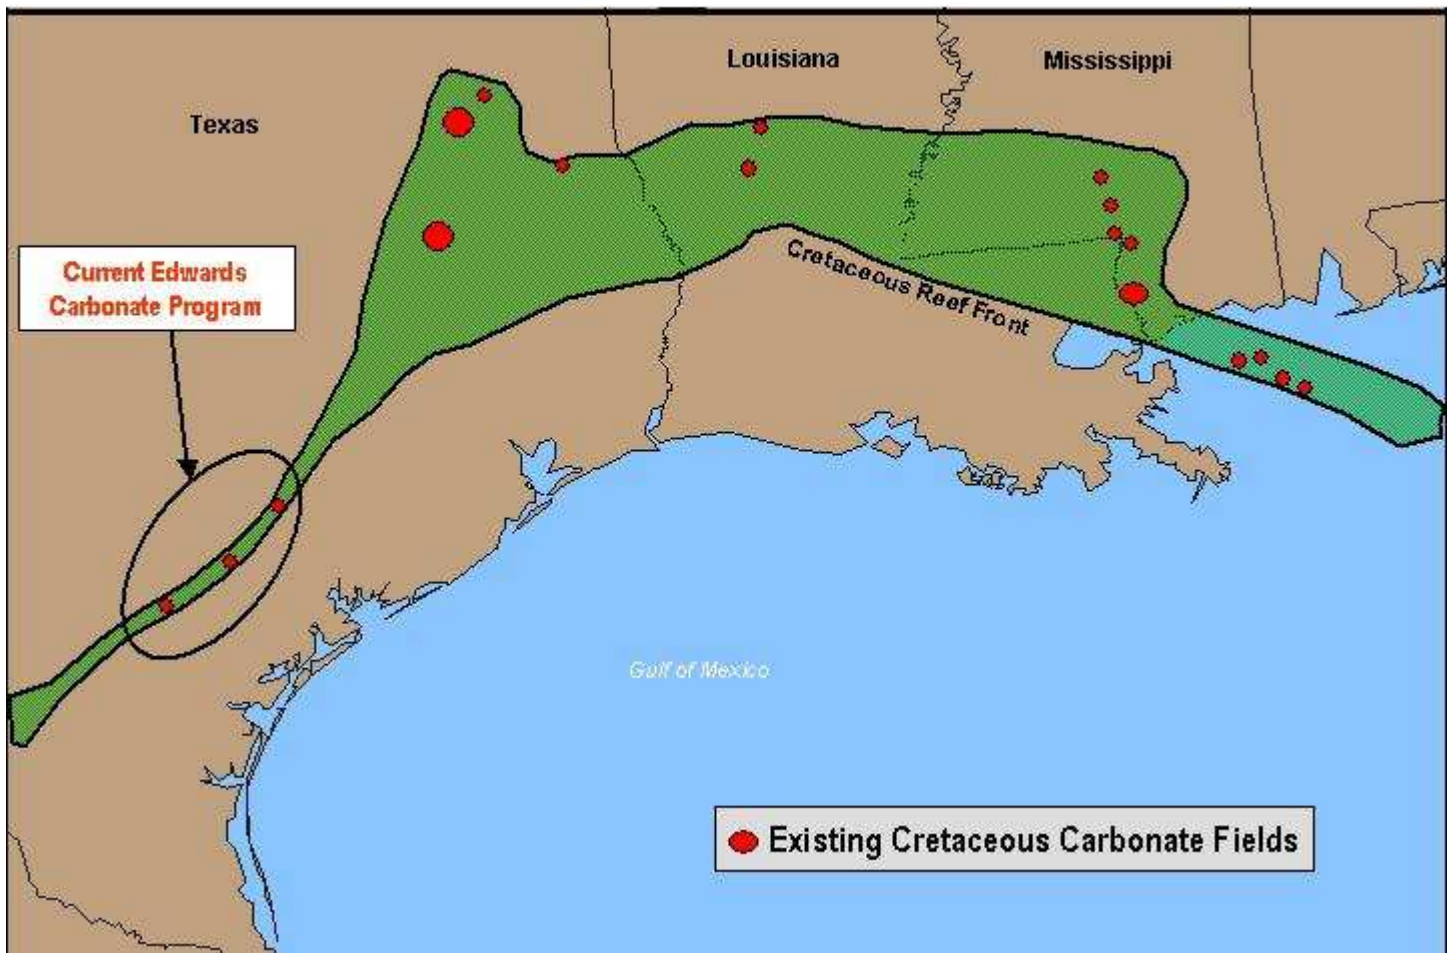 Louisiana
Mississippi
Texas
Current Edwards
Carbonate Program
Cretaceous Reef Front
Gulf of Mexico
Existing Cretaceous Carbonate Fields